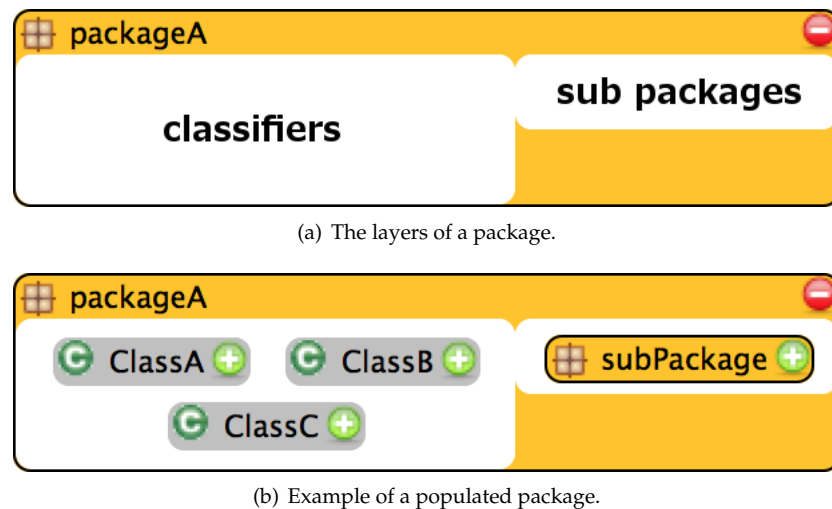 packageA
classifiers
sub packages
(a) The layers of a package.
packageA
C ClassA
C ClassB
subPackage
C ClassC
(b) Example of a populated package.